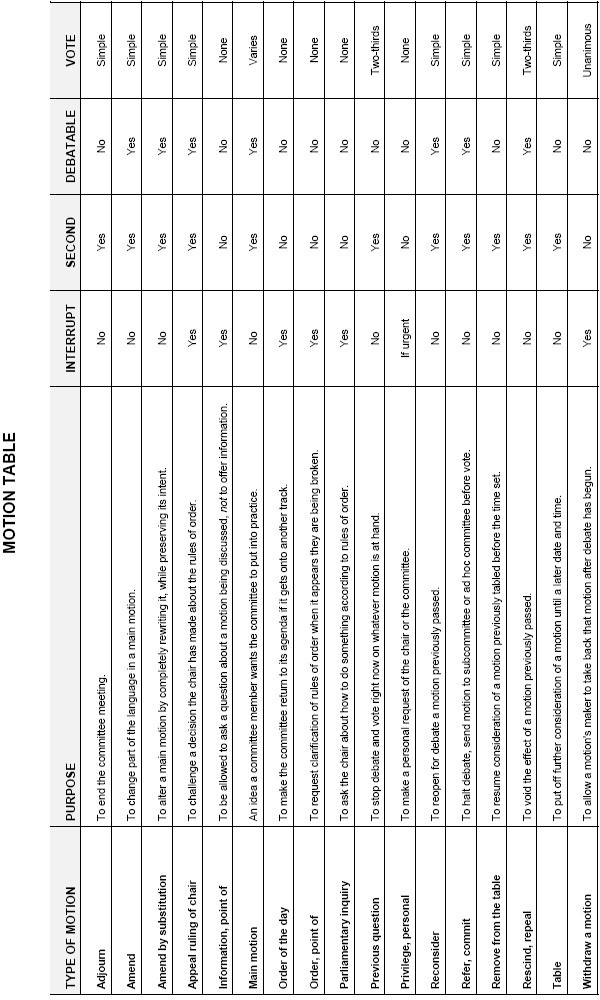 MOTION TABLE
TYPE OF MOTION PURPOSE INTERRUPT SECOND DEBATABLE VOTE
Adjourn To end the committee meeting. No Yes No Simple
Amend To change part of the language in a main motion. No Yes Yes Simple
Amend by substitution To alter a main motion by completely rewriting it, while preserving its intent. No Yes Yes Simple
Appeal ruling of chair To challenge a decision the chair has made about the rules of order. Yes Yes Yes Simple
Information, point of To be allowed to ask a question about a motion being discussed, not to offer information. Yes No No None
Main motion An idea a committee member wants the committee to put into practice. No Yes Yes Varies
Order of the day To make the committee return to its agenda if it gets onto another track. Yes No No None
Order, point of To request clarification of rules of order when it appears they are being broken. Yes No No None
Parliamentary inquiry To ask the chair about how to do something according to rules of order. Yes No No None
Previous question To stop debate and vote right now on whatever motion is at hand. No Yes No Two-thirds
Privilege, personal To make a personal request of the chair or the committee. If urgent No No None
Reconsider To reopen for debate a motion previously passed. No Yes Yes Simple
Refer, commit To halt debate, send motion to subcommittee or ad hoc committee before vote. No Yes Yes Simple
Remove from the table To resume consideration of a motion previously tabled before the time set. No Yes No Simple
Rescind, repeal To void the effect of a motion previously passed. No Yes Yes Two-thirds
Table To put off further consideration of a motion until a later date and time. No Yes No Simple
Withdraw a motion To allow a motion's maker to take back that motion after debate has begun. Yes No No Unanimous